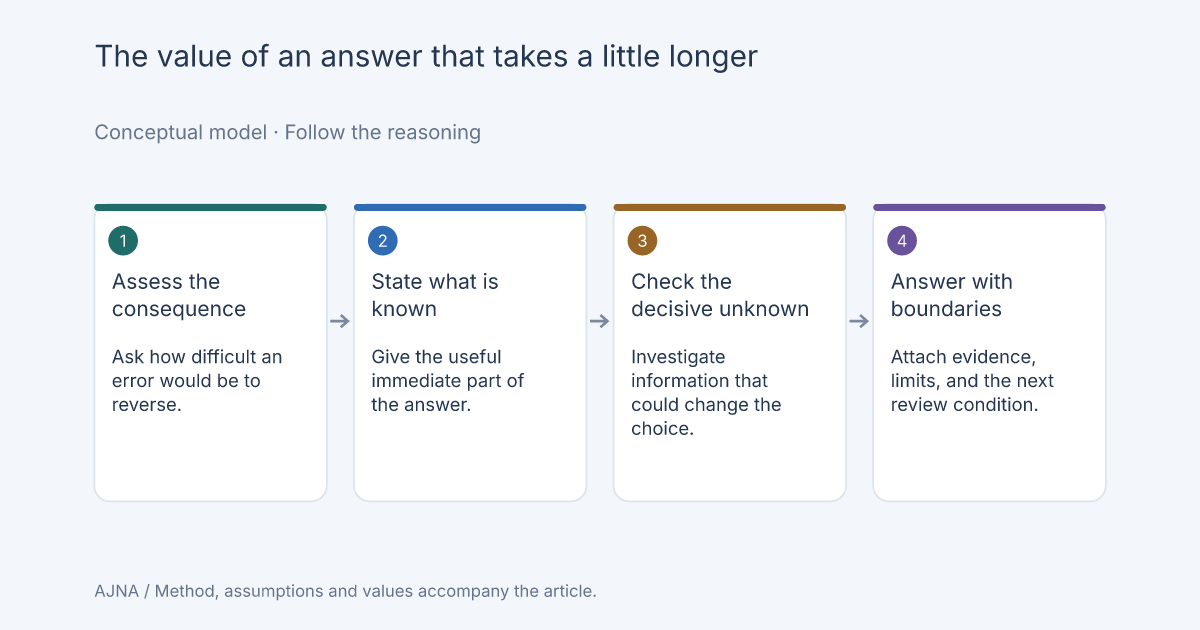 The value of an answer that takes a little longer
Conceptual model · Follow the reasoning
1
Assess the
consequence
Ask how difficult an
error would be to
reverse.
2
State what is
known
Give the useful
immediate part of
the answer.
3
Check the
decisive unknown
Investigate
information that
could change the
choice.
4
Answer with
boundaries
Attach evidence,
limits, and the next
review condition.
AJNA / Method, assumptions and values accompany the article.